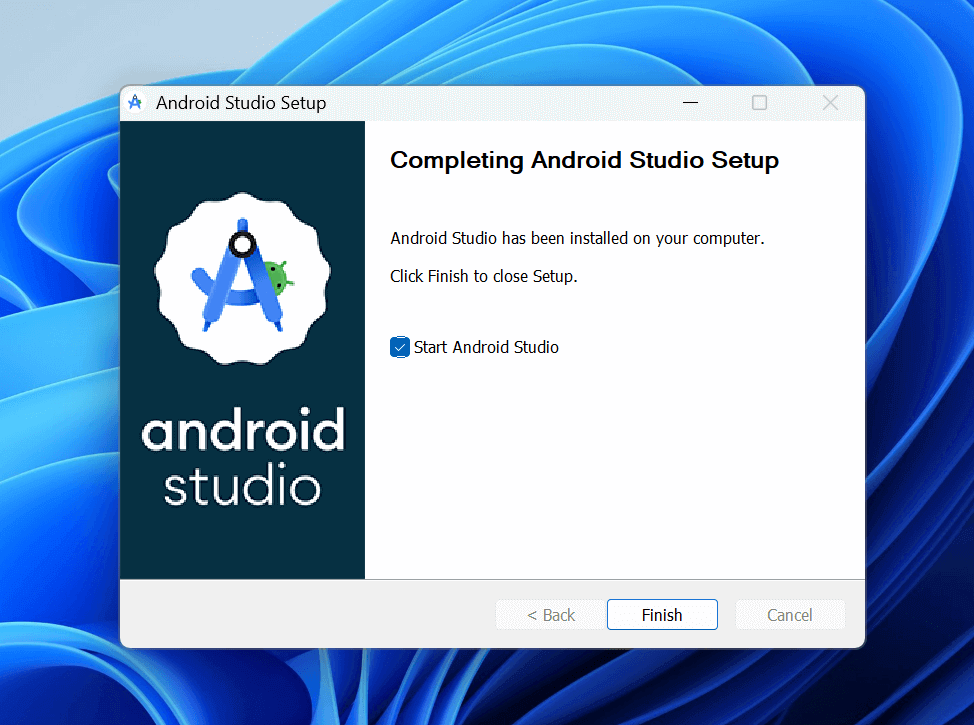 Android Studio Setup
Completing Android Studio Setup
Android Studio has been installed on your computer.
Click Finish to close Setup.
Start Android Studio
android
studio
< Back
Finish
Cancel